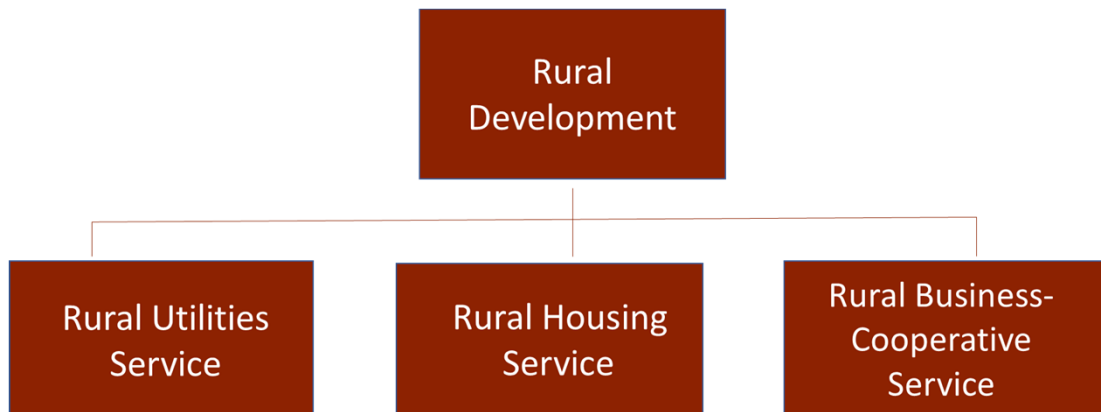 Rural
Development
Rural Utilities
Service
Rural Housing
Service
Rural Business-
Cooperative
Service